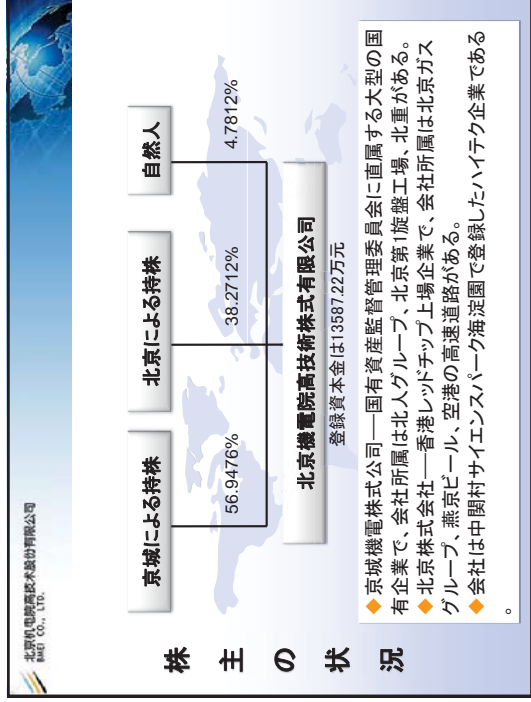 北京机电院高技术股份有限公司
BMEI CO., LTD.
株主の状況
京城による持株
北京による持株
自然人
56.9476%
38.2712%
4.7812%
北京機電院高技術株式有限公司
登録資本金は13587.22万元
◆京城機電株式公司──国有資産監督管理委員会に直属する大型の国
有企業で、会社所属は北人グループ、北京第1旋盤工場、北重がある。
◆北京株式会社──香港レッドチップ上場企業で、会社所属は北京ガス
グループ、燕京ビール、空港の高速道路がある。
◆会社は中関村サイエンスパーク海淀園で登録したハイテク企業である
。